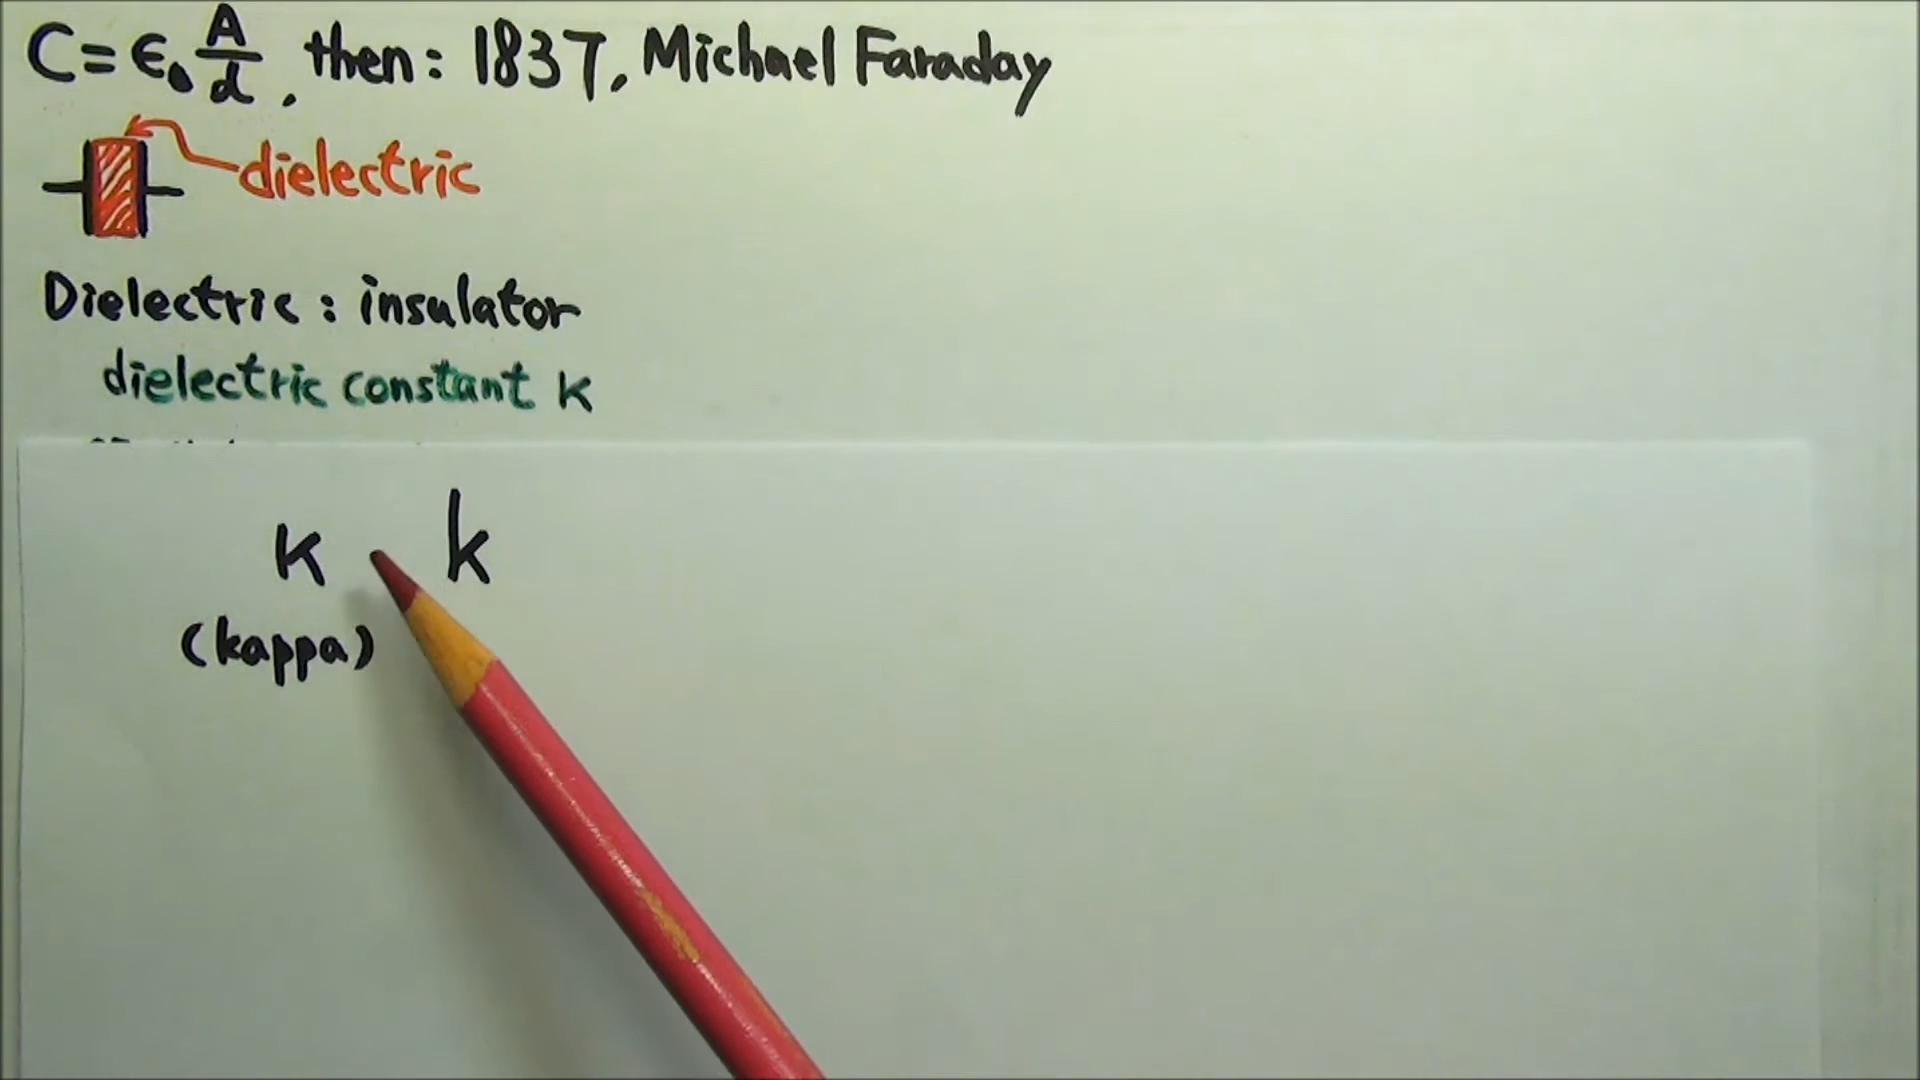 C = ϵ₀ A/d, then: 1837, Michael Faraday
dielectric
Dielectric: insulator
dielectric constant κ
κ k
(kappa)